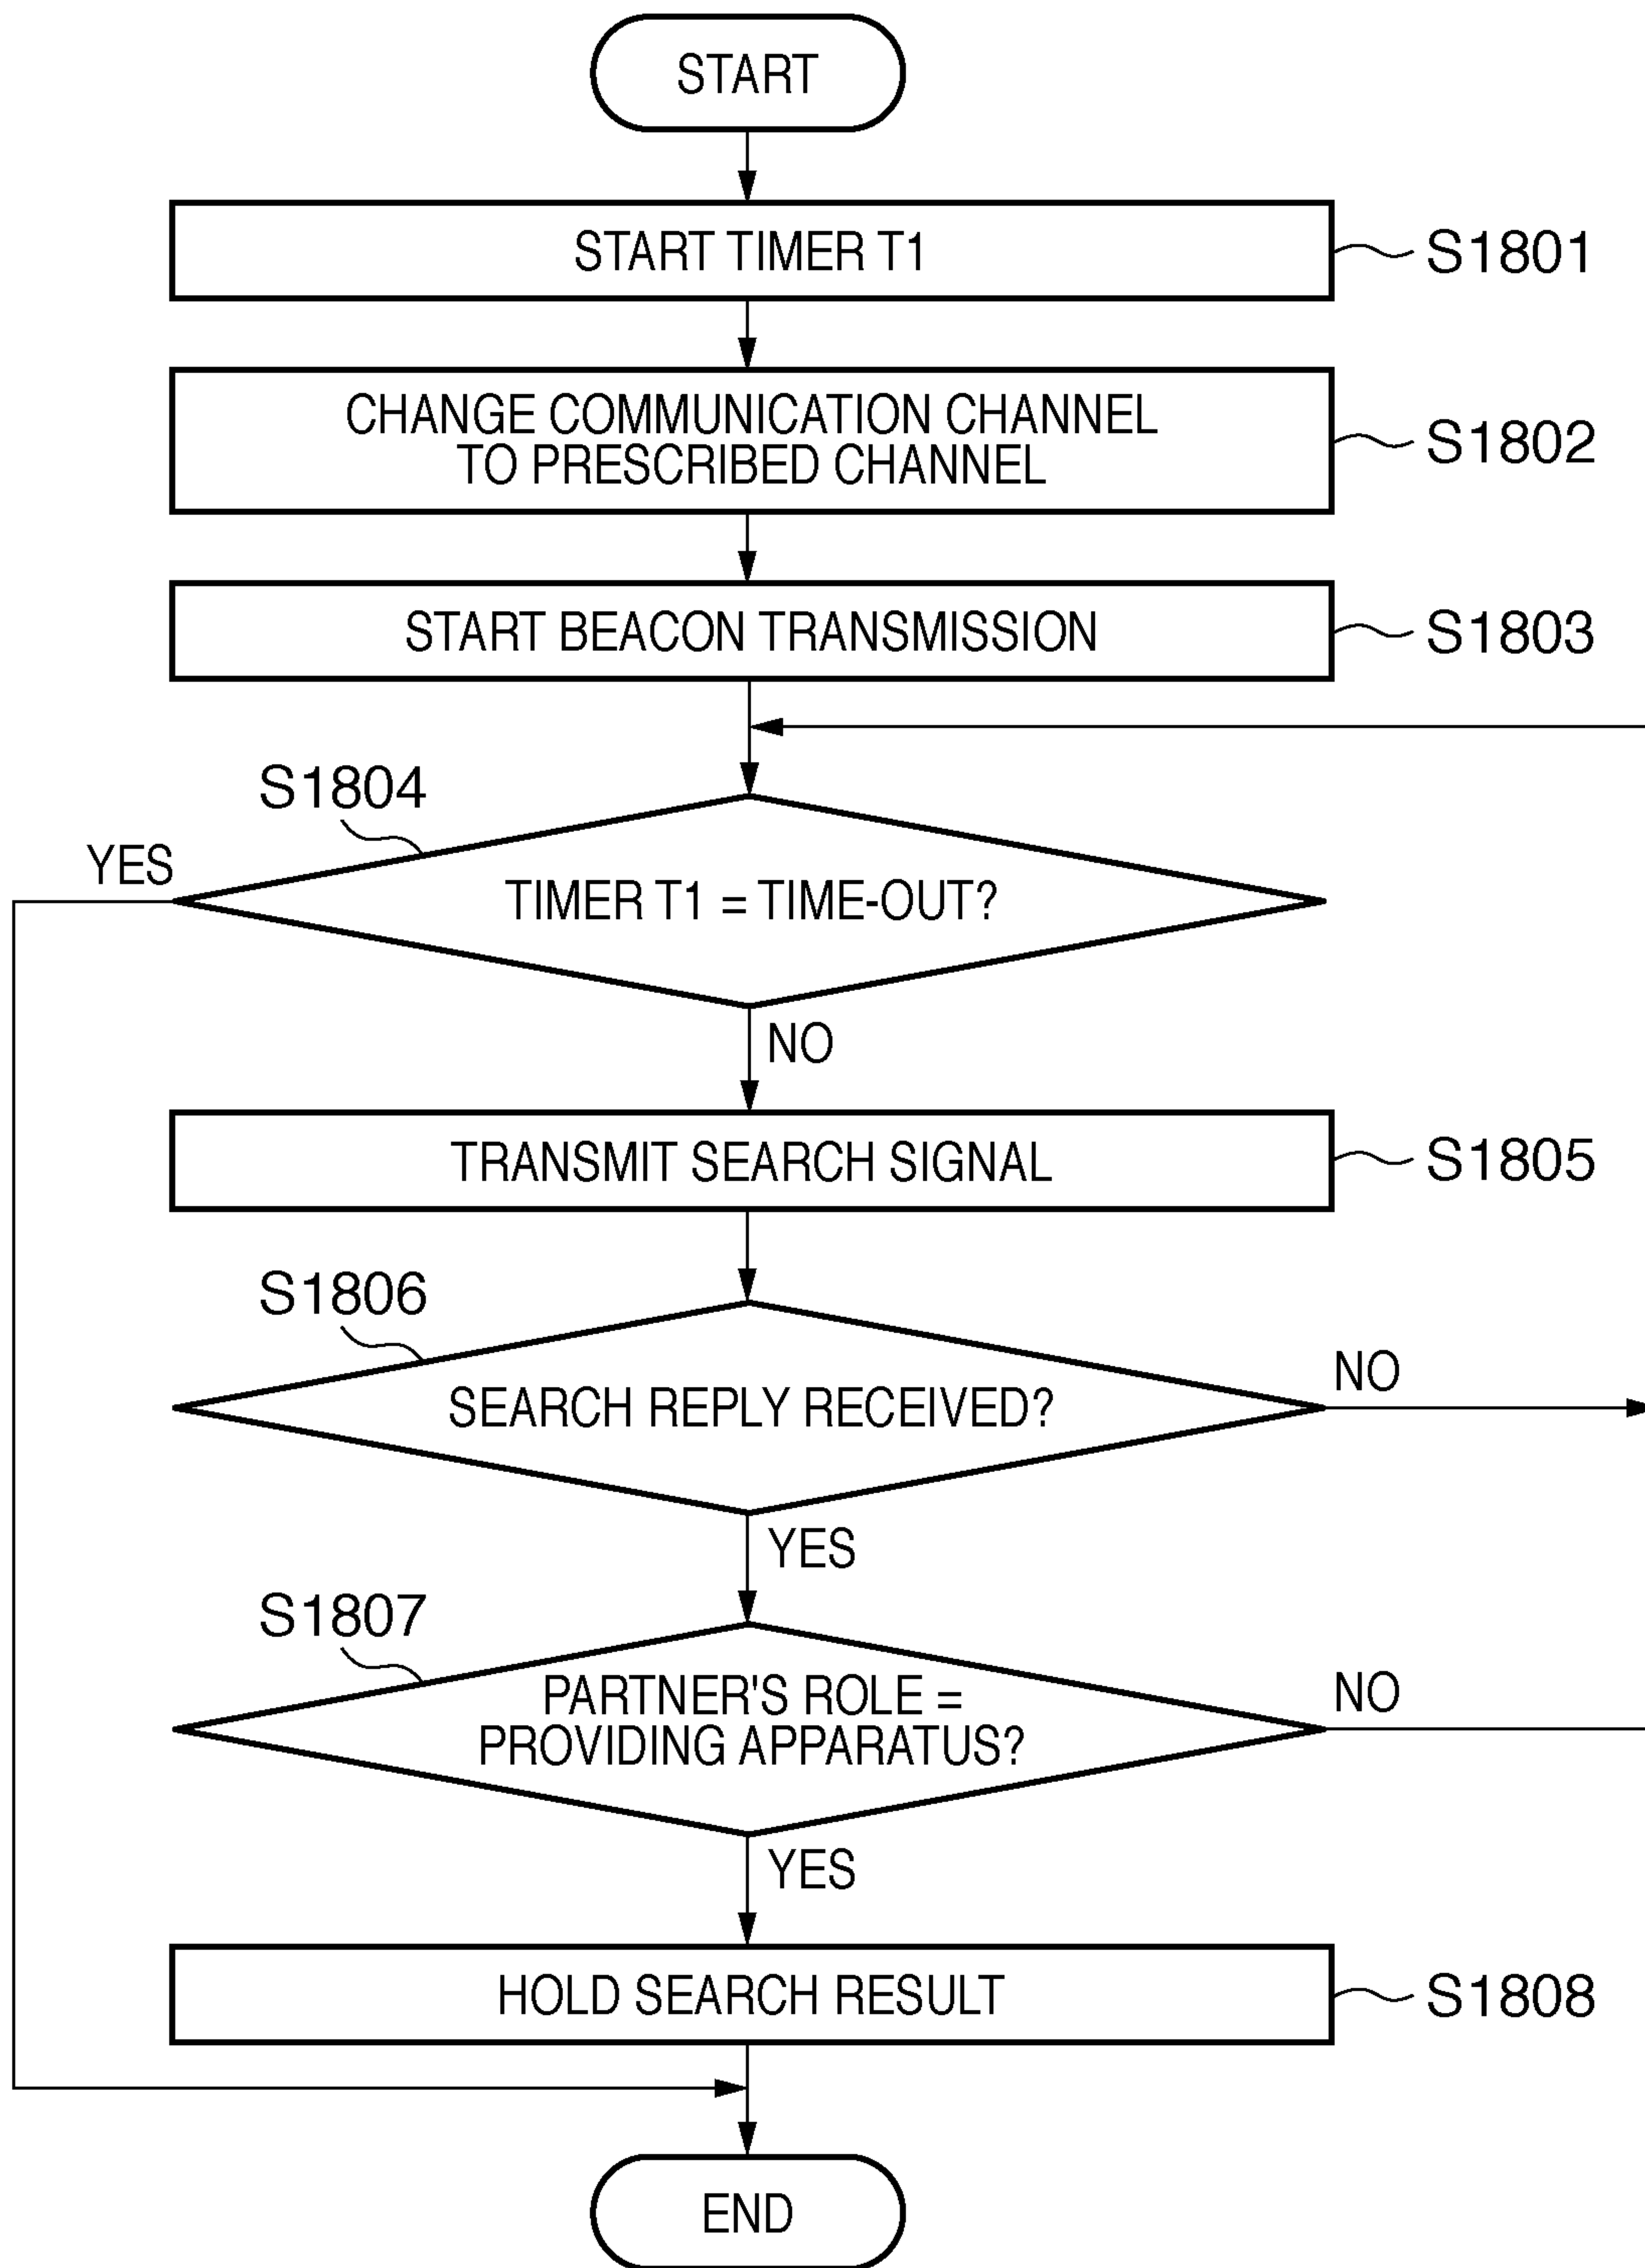 START
START TIMER T1
S1801
CHANGE COMMUNICATION CHANNEL
TO PRESCRIBED CHANNEL
S1802
START BEACON TRANSMISSION
S1803
S1804
YES
TIMER T1 = TIME-OUT?
NO
TRANSMIT SEARCH SIGNAL
S1805
S1806
SEARCH REPLY RECEIVED?
NO
YES
S1807
PARTNER'S ROLE =
PROVIDING APPARATUS?
NO
YES
HOLD SEARCH RESULT
S1808
END